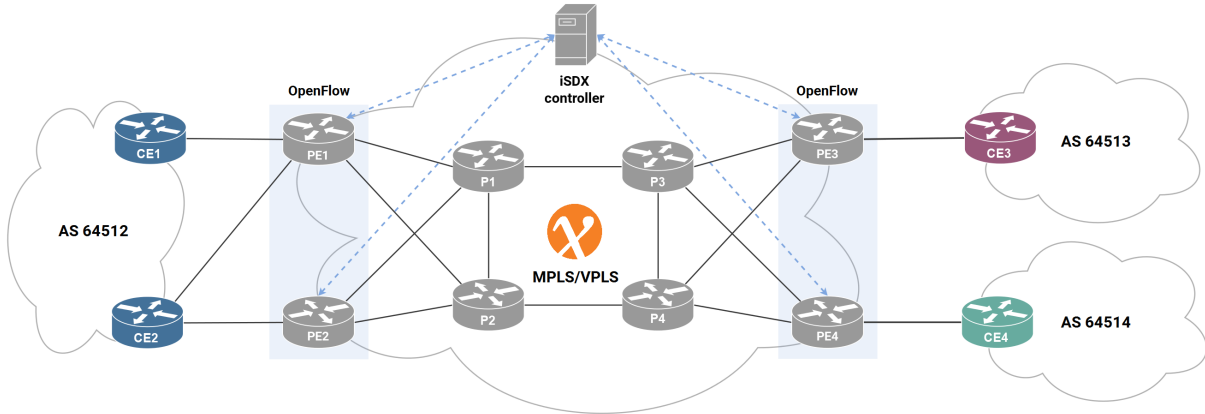 iSDX
controller
OpenFlow
OpenFlow
CE1
PE1
P1
P3
PE3
CE3
AS 64513
AS 64512
MPLS/VPLS
CE2
PE2
P2
P4
PE4
CE4
AS 64514